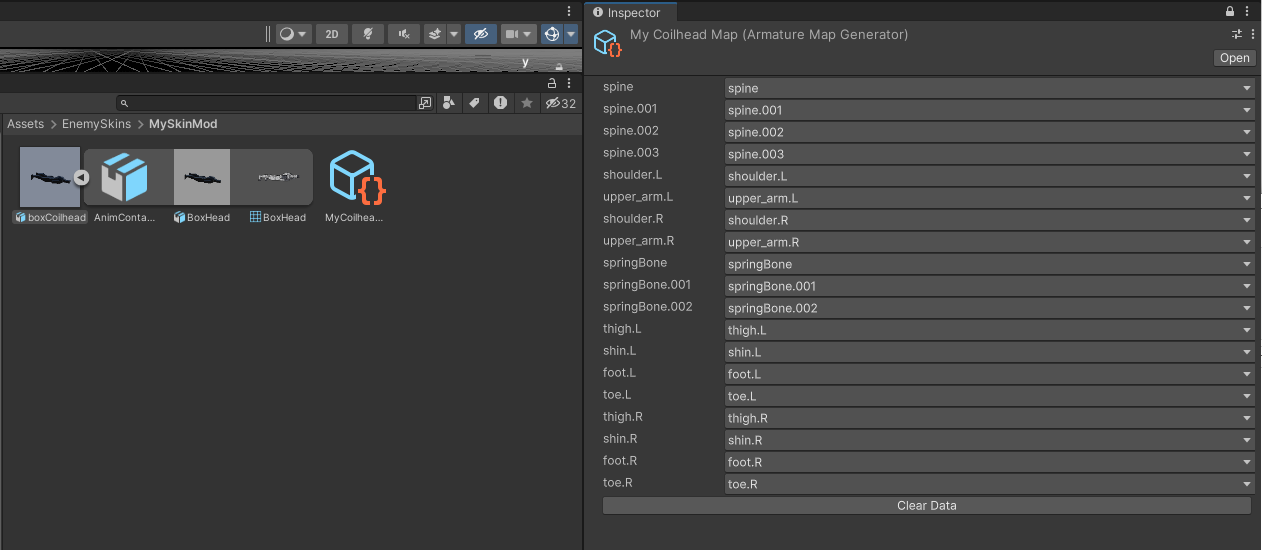 Inspector
2D
My Coilhead Map (Armature Map Generator)
Open
y
32
Assets > EnemySkins > MySkinMod
boxCoilhead
AnimConta...
BoxHead
BoxHead
MyCoilhea...
spine spine
spine.001 spine.001
spine.002 spine.002
spine.003 spine.003
shoulder.L shoulder.L
upper_arm.L upper_arm.L
shoulder.R shoulder.R
upper_arm.R upper_arm.R
springBone springBone
springBone.001 springBone.001
springBone.002 springBone.002
thigh.L thigh.L
shin.L shin.L
foot.L foot.L
toe.L toe.L
thigh.R thigh.R
shin.R shin.R
foot.R foot.R
toe.R toe.R
Clear Data